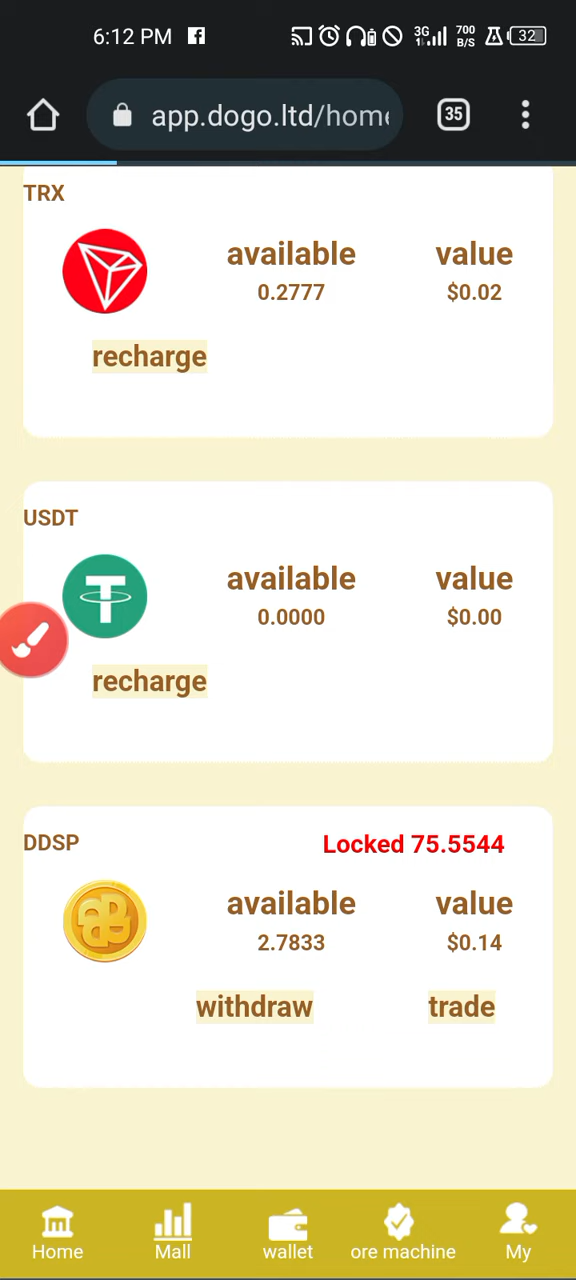 6:12 PM
3G
700
B/S
32
app.dogo.ltd/home
35
TRX
available value
0.2777 $0.02
recharge
USDT
available value
0.0000 $0.00
recharge
DDSP Locked 75.5544
available value
2.7833 $0.14
withdraw trade
Home Mall wallet ore machine My